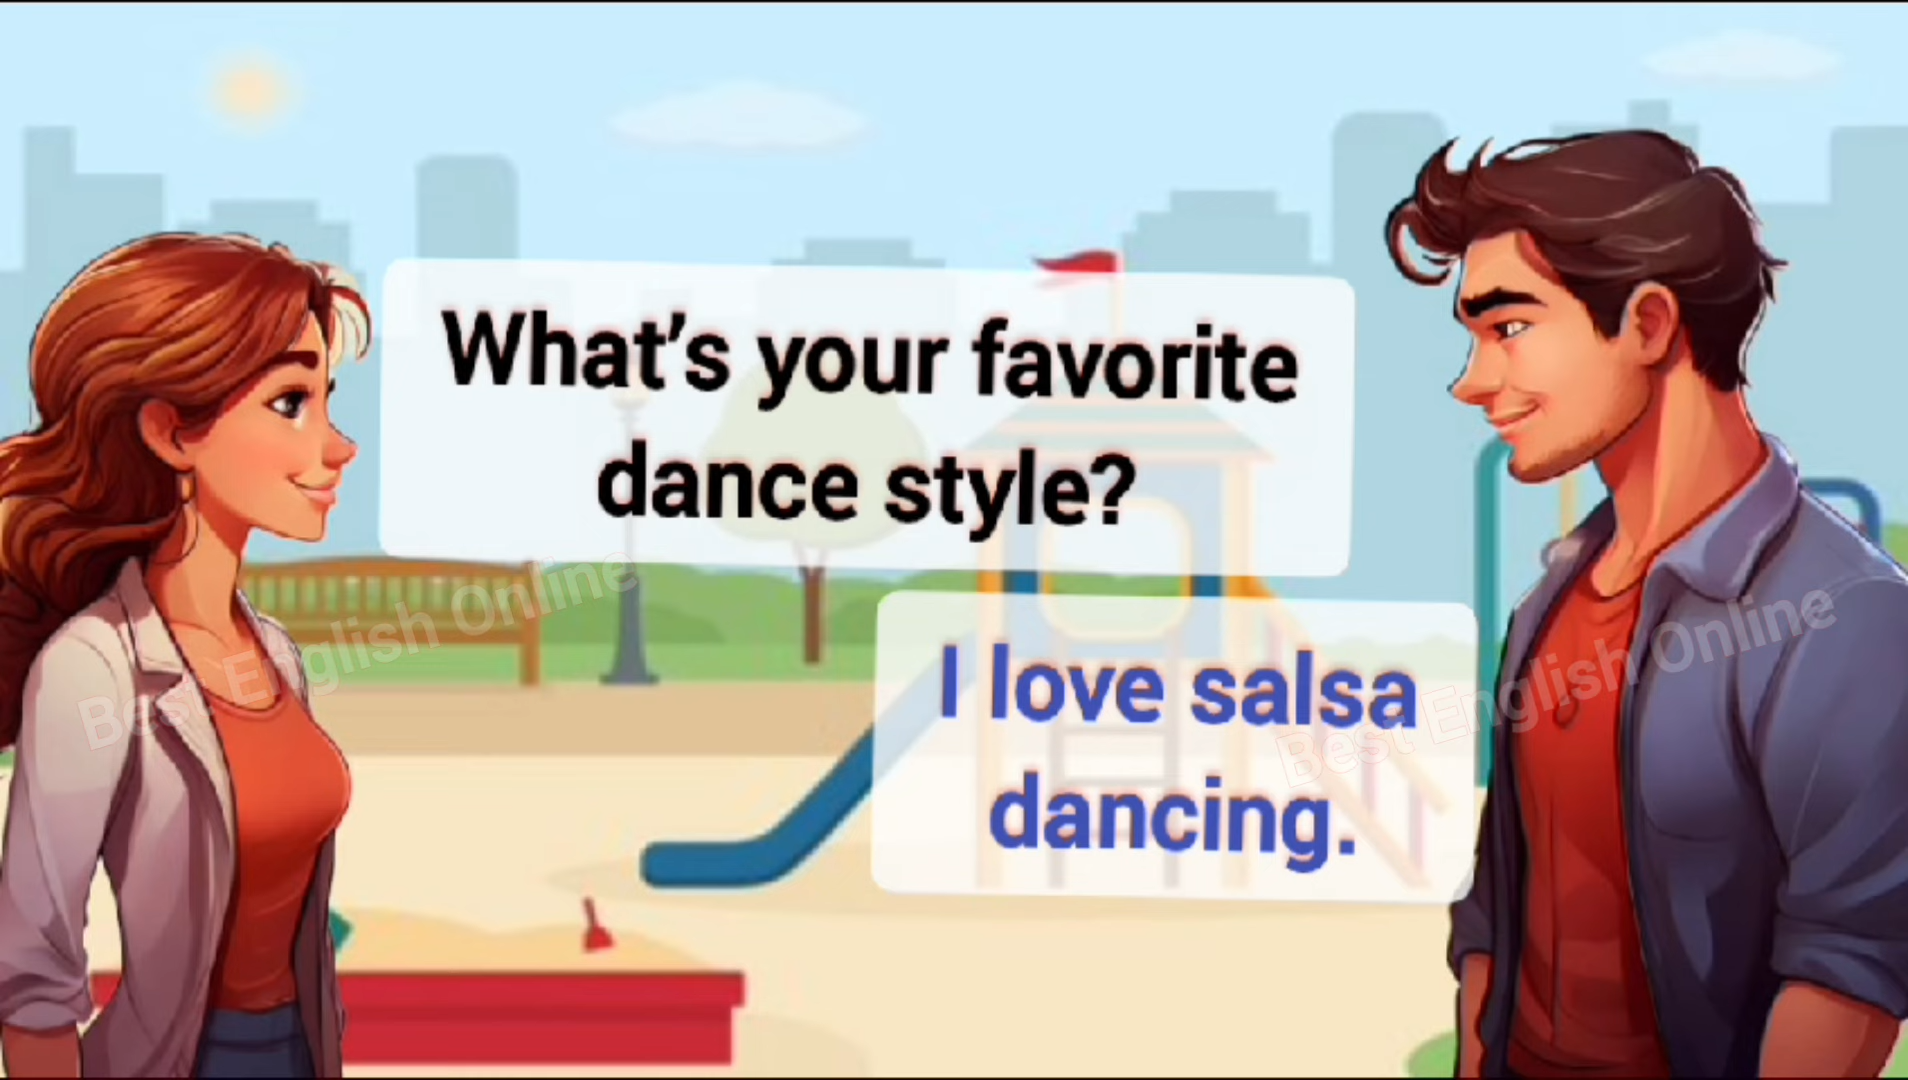 What's your favorite
dance style?
I love salsa
dancing.
Best English Online
Best English Online